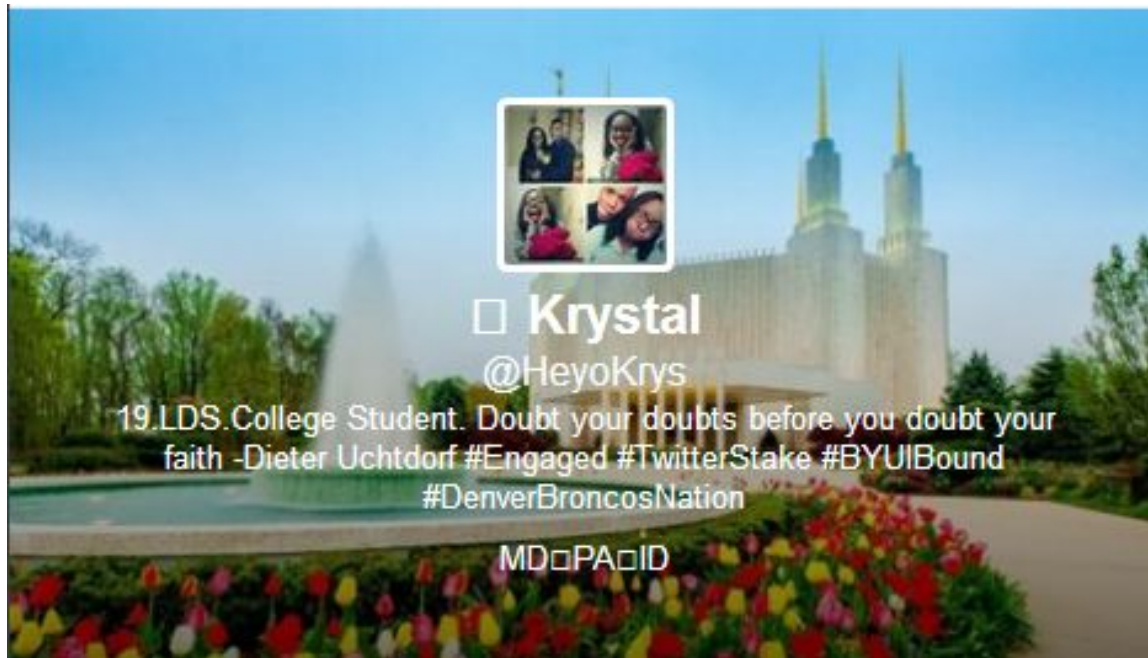 □ Krystal
@HeyoKrys
19.LDS.College Student. Doubt your doubts before you doubt your
faith -Dieter Uchtdorf #Engaged #TwitterStake #BYUIBound
#DenverBroncosNation
MD□PA□ID